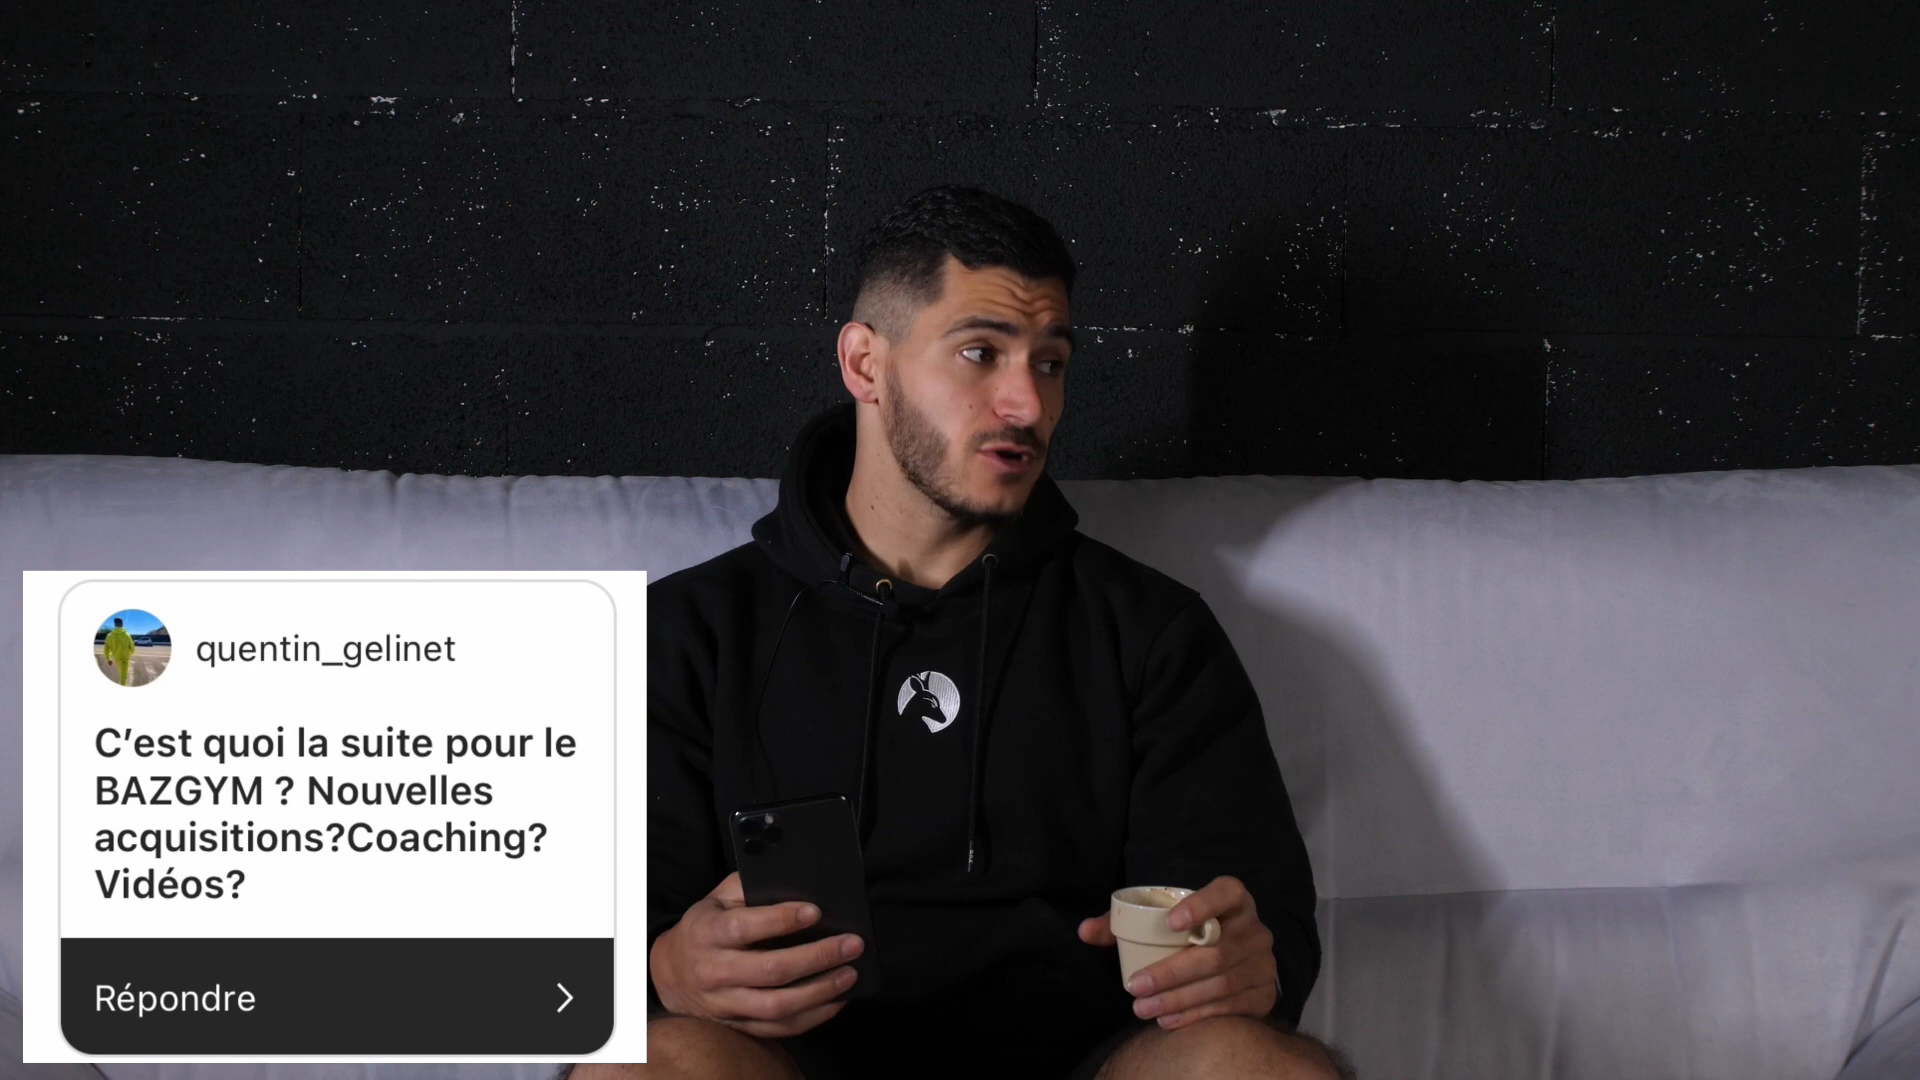 quentin_gelinet
C’est quoi la suite pour le
BAZGYM ? Nouvelles
acquisitions?Coaching?
Vidéos?
Répondre